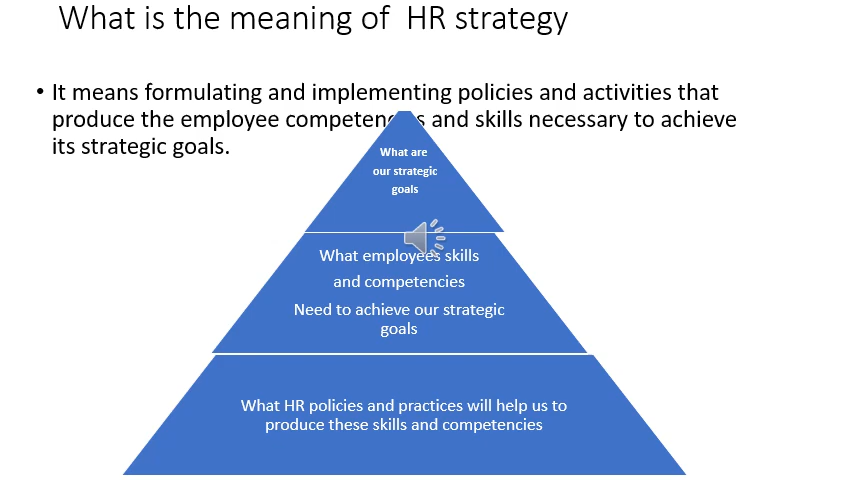 What is the meaning of HR strategy
• It means formulating and implementing policies and activities that
produce the employee competencies and skills necessary to achieve
its strategic goals.
What are
our strategic
goals
What employees skills
and competencies
Need to achieve our strategic
goals
What HR policies and practices will help us to
produce these skills and competencies